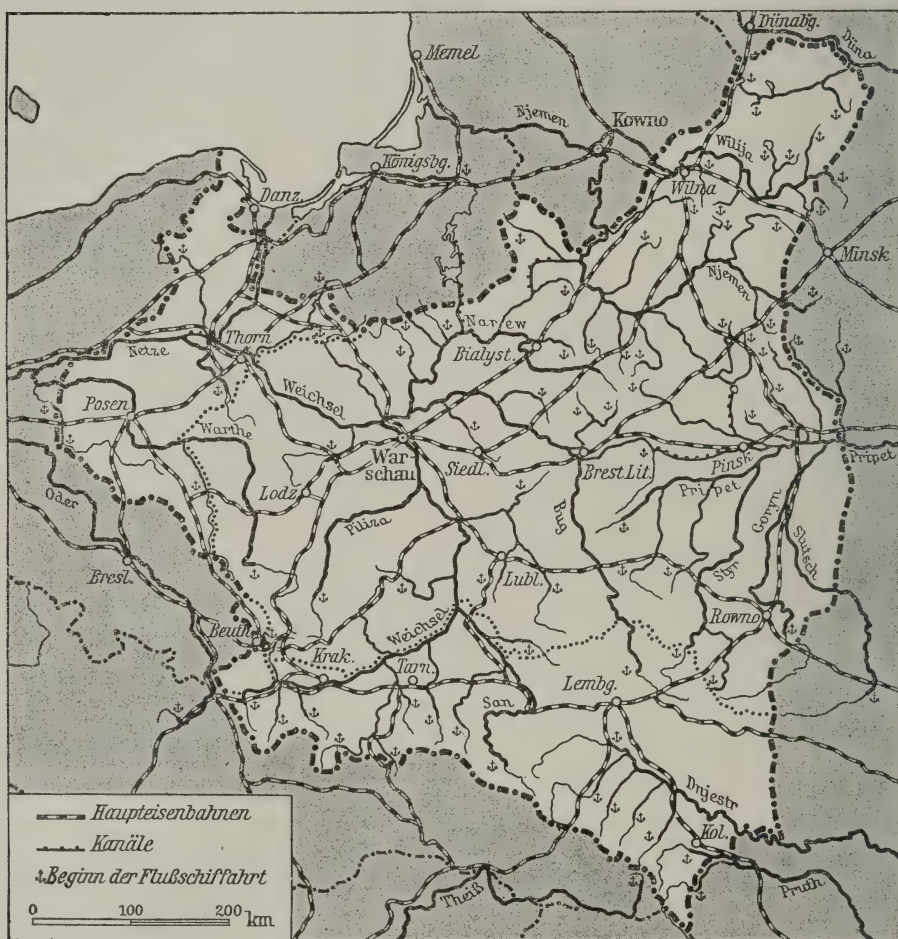 Dünabg.
Düna
Memel
Njemen
Kowno
Königsbg.
Wilija
Wilna
Danz.
Minsk
Njemen
Thorn
Narew
Netze
Bialyst.
Weichsel
Posen
Warthe
War
schau
Siedl.
Brest Lit.
Pinsk
Pripet
Pripet
Lodz
Oder
Piliza
Bug
Goryn
Slutsch
Styr
Bresl.
Lubl.
Rowno
Beuth.
Weichsel
Krak.
Tarn.
Lembg.
San
Dnjestr
Kol.
Pruth
Theiß
Haupteisenbahnen
Kanäle
Beginn der Flußschiffahrt
0 100 200 km